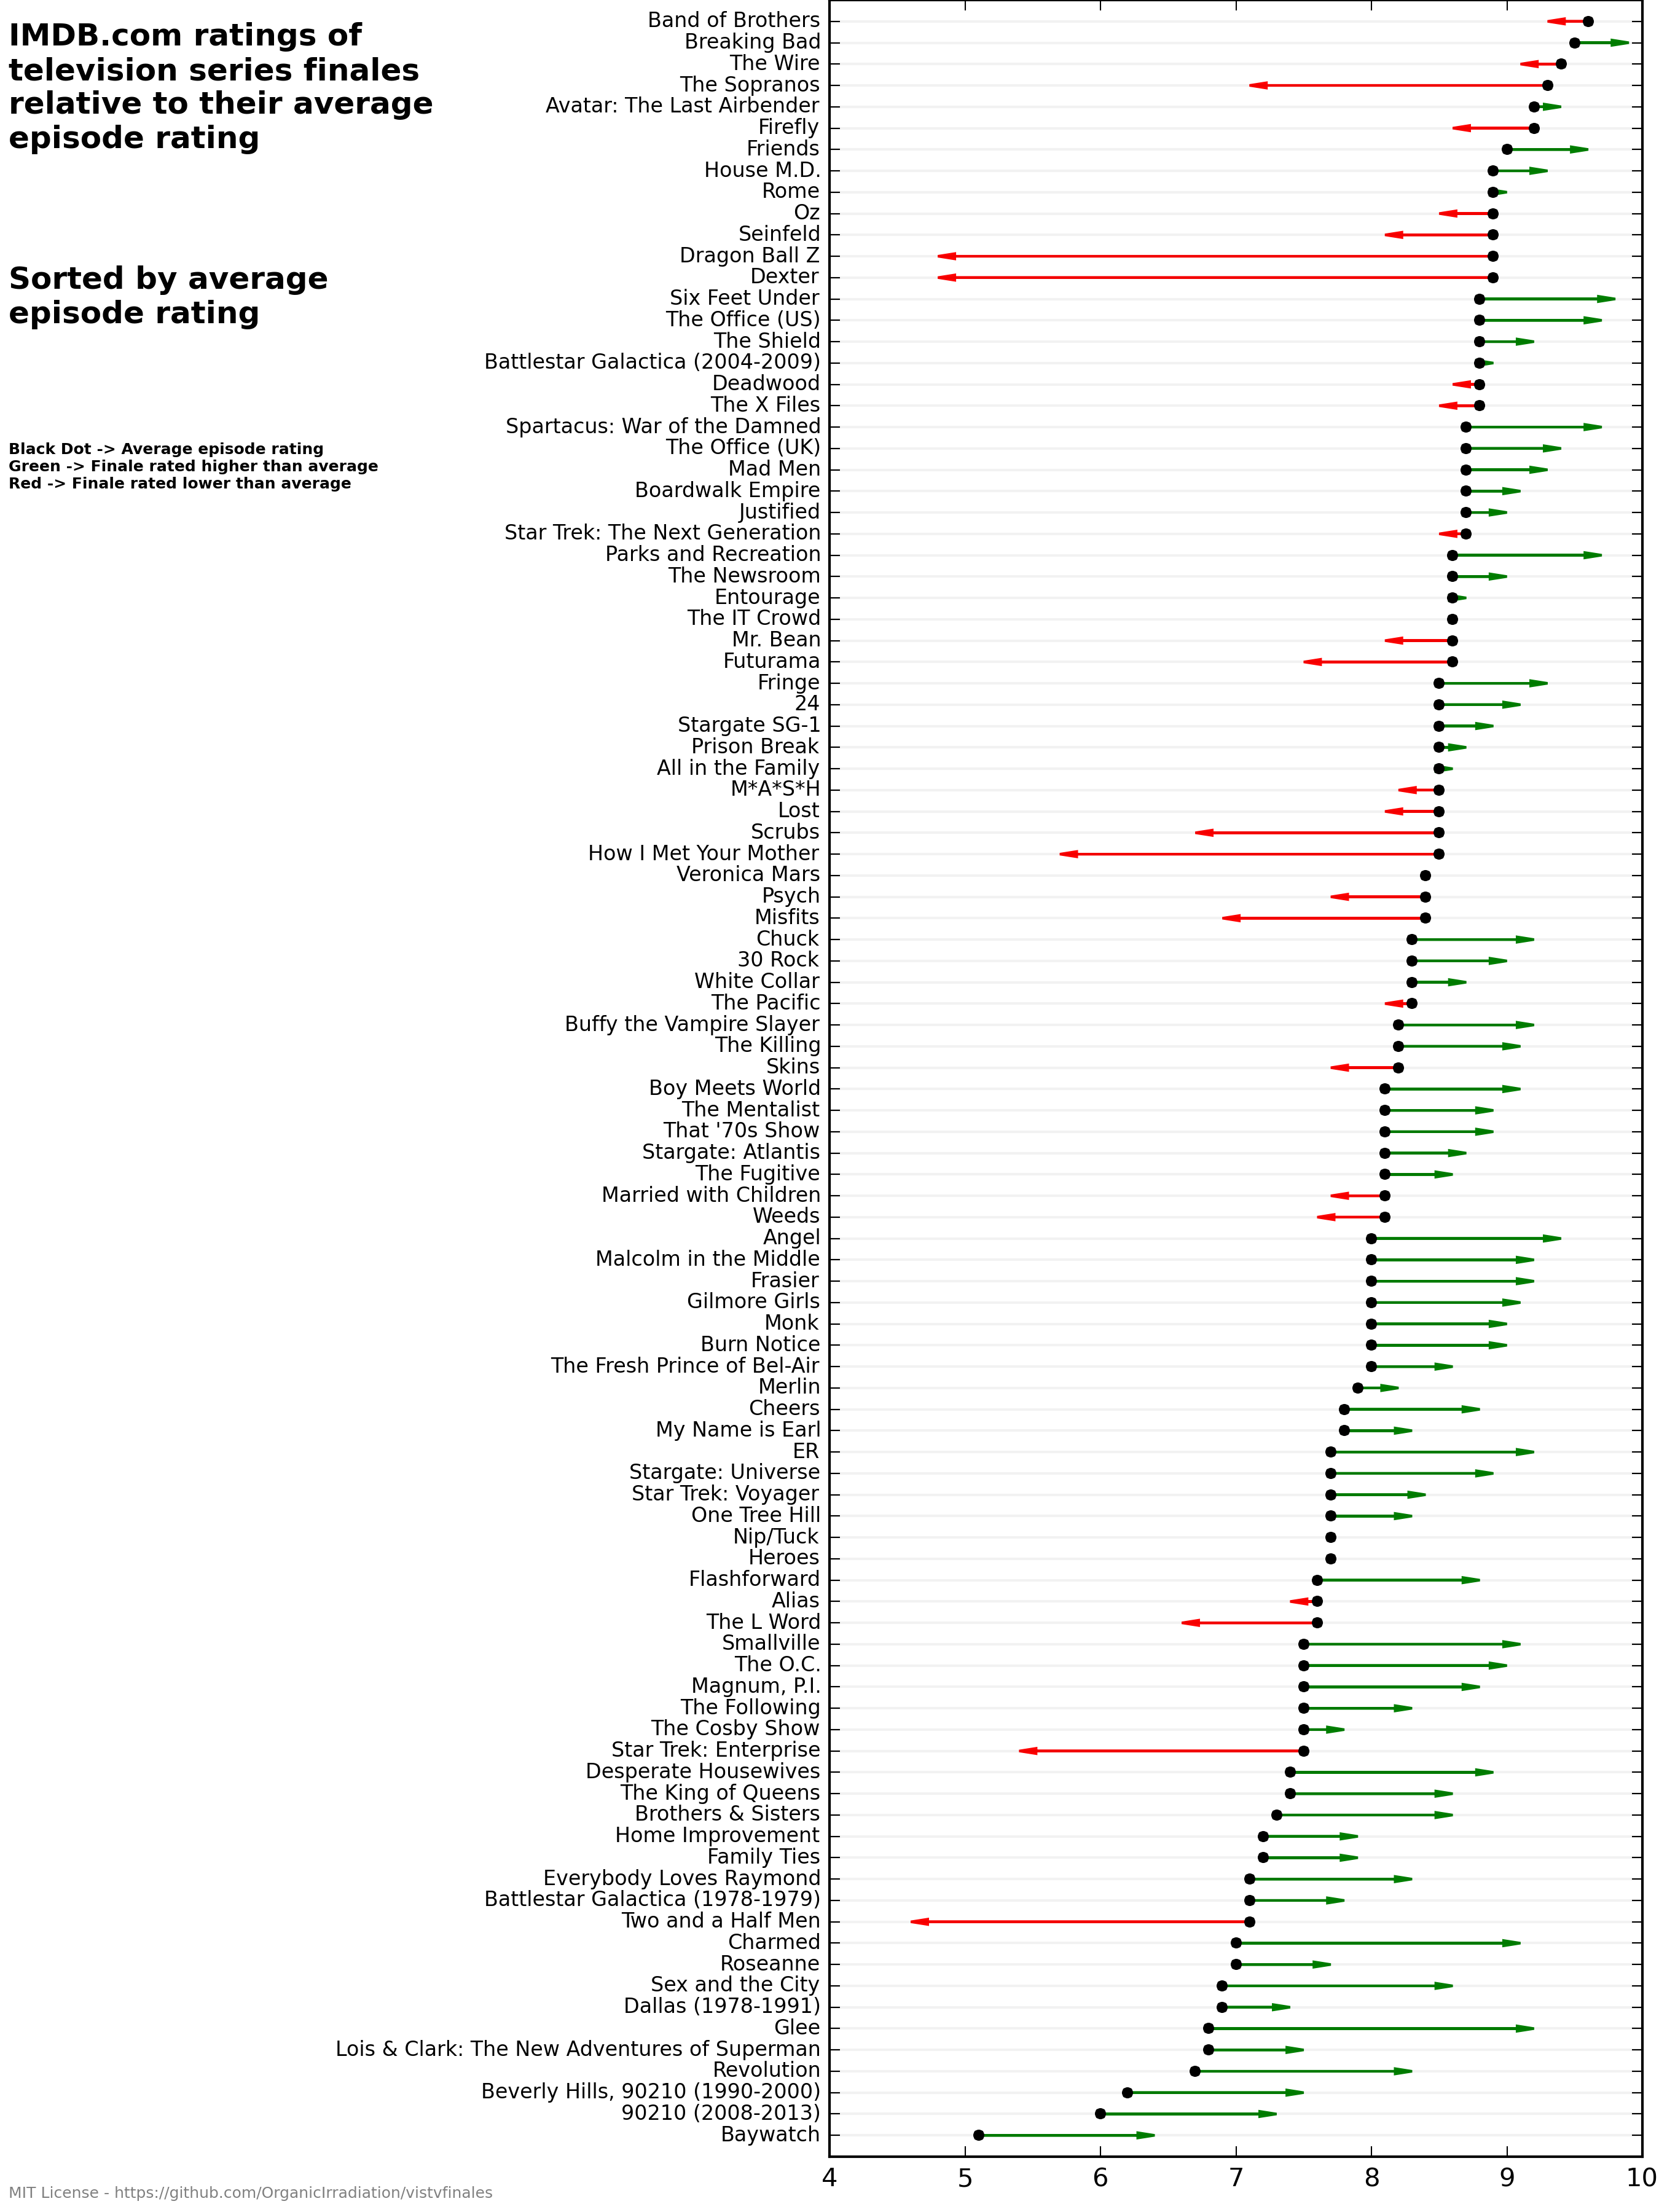 IMDB.com ratings of
television series finales
relative to their average
episode rating
Sorted by average
episode rating
Black Dot -> Average episode rating
Green -> Finale rated higher than average
Red -> Finale rated lower than average
Band of Brothers
Breaking Bad
The Wire
The Sopranos
Avatar: The Last Airbender
Firefly
Friends
House M.D.
Rome
Oz
Seinfeld
Dragon Ball Z
Dexter
Six Feet Under
The Office (US)
The Shield
Battlestar Galactica (2004-2009)
Deadwood
The X Files
Spartacus: War of the Damned
The Office (UK)
Mad Men
Boardwalk Empire
Justified
Star Trek: The Next Generation
Parks and Recreation
The Newsroom
Entourage
The IT Crowd
Mr. Bean
Futurama
Fringe
24
Stargate SG-1
Prison Break
All in the Family
M*A*S*H
Lost
Scrubs
How I Met Your Mother
Veronica Mars
Psych
Misfits
Chuck
30 Rock
White Collar
The Pacific
Buffy the Vampire Slayer
The Killing
Skins
Boy Meets World
The Mentalist
That '70s Show
Stargate: Atlantis
The Fugitive
Married with Children
Weeds
Angel
Malcolm in the Middle
Frasier
Gilmore Girls
Monk
Burn Notice
The Fresh Prince of Bel-Air
Merlin
Cheers
My Name is Earl
ER
Stargate: Universe
Star Trek: Voyager
One Tree Hill
Nip/Tuck
Heroes
Flashforward
Alias
The L Word
Smallville
The O.C.
Magnum, P.I.
The Following
The Cosby Show
Star Trek: Enterprise
Desperate Housewives
The King of Queens
Brothers & Sisters
Home Improvement
Family Ties
Everybody Loves Raymond
Battlestar Galactica (1978-1979)
Two and a Half Men
Charmed
Roseanne
Sex and the City
Dallas (1978-1991)
Glee
Lois & Clark: The New Adventures of Superman
Revolution
Beverly Hills, 90210 (1990-2000)
90210 (2008-2013)
Baywatch
4 5 6 7 8 9 10
MIT License - https://github.com/OrganicIrradiation/vistvfinales